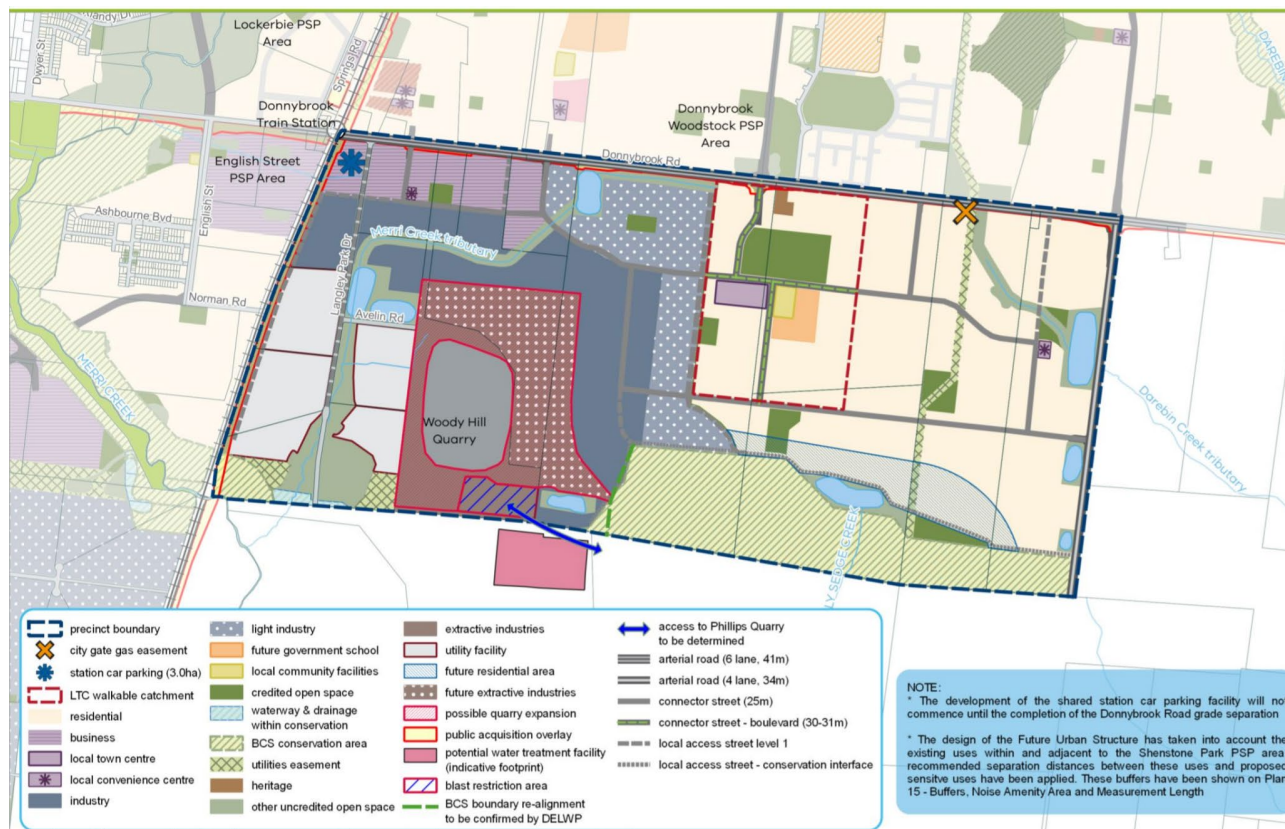 Lockerbie PSP
Area
Dwyer St
Springs Rd
Donnybrook
Train Station
Donnybrook
Woodstock PSP
Area
DAREBIN
English Street
PSP Area
Donnybrook Rd
English St
Ashbourne Bvd
Merri Creek tributary
Langley Park Dr
Norman Rd
Avelin Rd
MERRI CREEK
Woody Hill
Quarry
Darebin Creek tributary
LY SEDGE CREEK
precinct boundary
city gate gas easement
station car parking (3.0ha)
LTC walkable catchment
residential
business
local town centre
local convenience centre
industry
light industry
future government school
local community facilities
credited open space
waterway & drainage
within conservation
BCS conservation area
utilities easement
heritage
other uncredited open space
extractive industries
utility facility
future residential area
future extractive industries
possible quarry expansion
public acquisition overlay
potential water treatment facility
(indicative footprint)
blast restriction area
BCS boundary re-alignment
to be confirmed by DELWP
access to Phillips Quarry
to be determined
arterial road (6 lane, 41m)
arterial road (4 lane, 34m)
connector street (25m)
connector street - boulevard (30-31m)
local access street level 1
local access street - conservation interface
NOTE:
* The development of the shared station car parking facility will no
commence until the completion of the Donnybrook Road grade separation
* The design of the Future Urban Structure has taken into account the
existing uses within and adjacent to the Shenstone Park PSP area
recommended separation distances between these uses and proposed
sensitve uses have been applied. These buffers have been shown on Plan
15 - Buffers, Noise Amenity Area and Measurement Length